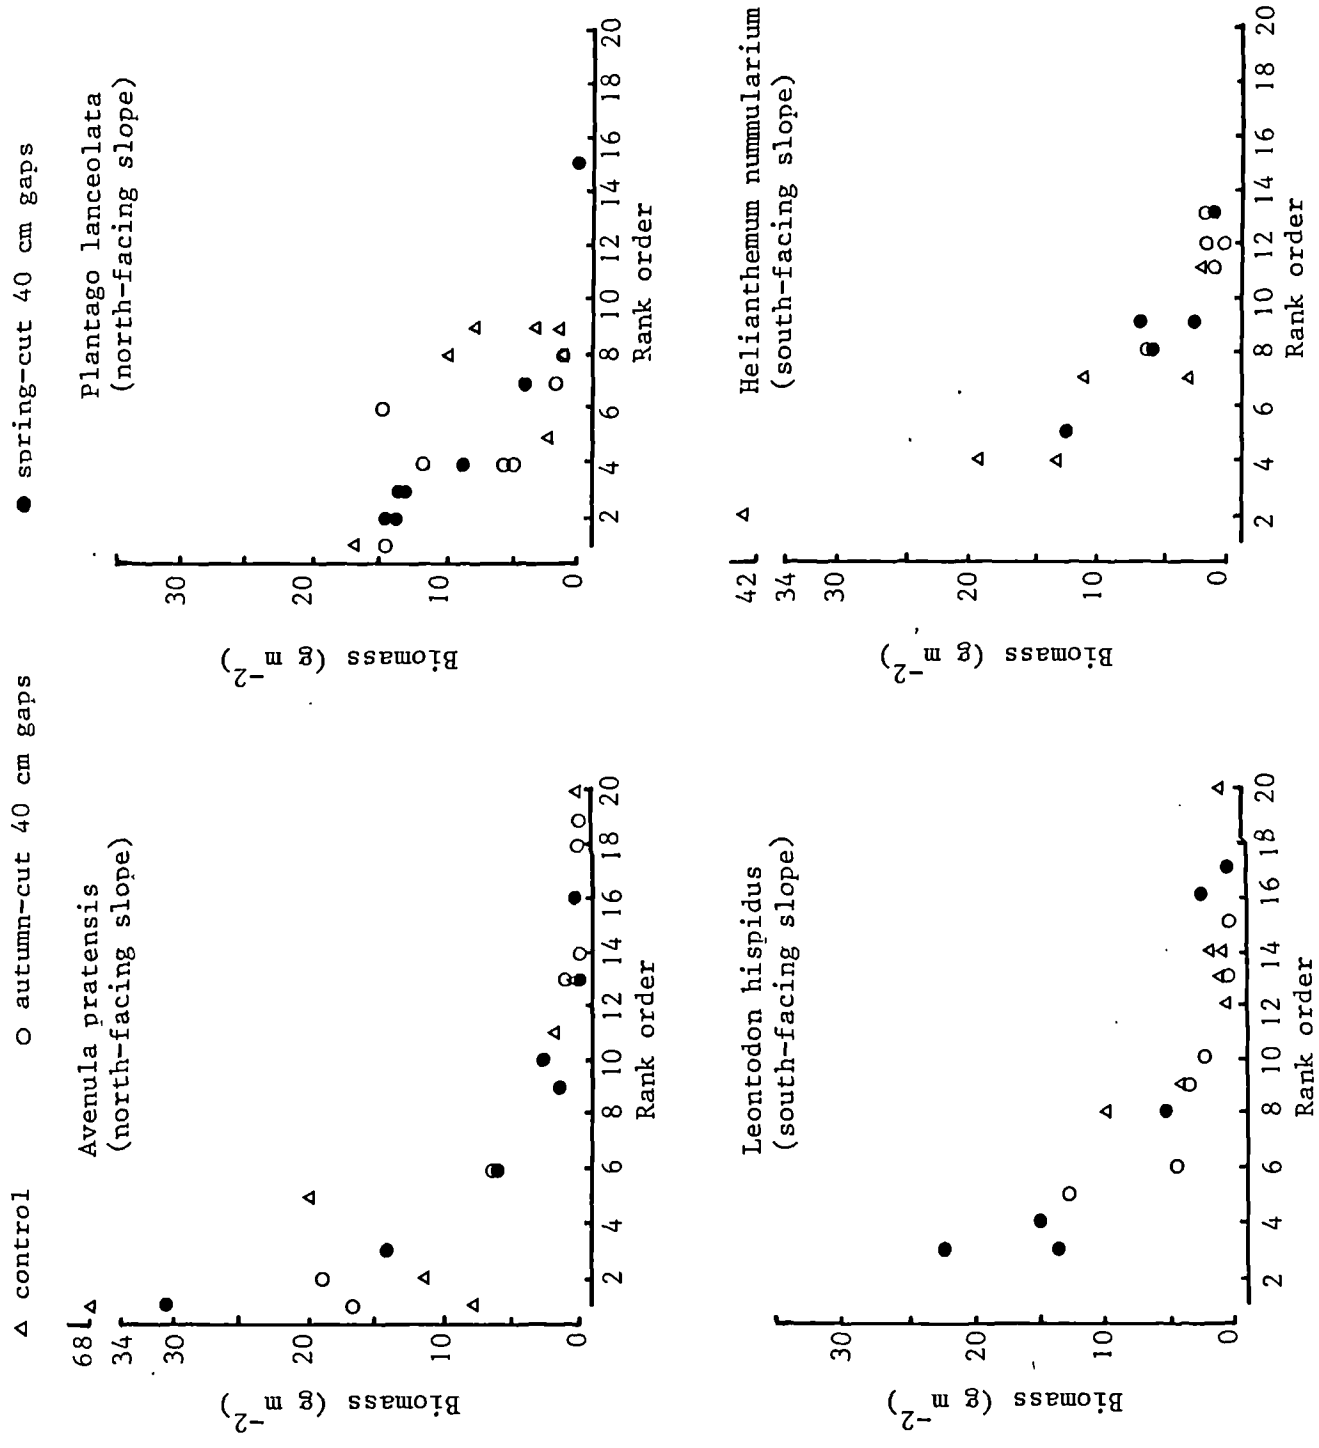 △ control ○ autumn-cut 40 cm gaps ● spring-cut 40 cm gaps
Avenula pratensis
(north-facing slope)
68
34
30
20
10
0
Biomass (g m⁻²)
2 4 6 8 10 12 14 16 18 20
Rank order
Plantago lanceolata
(north-facing slope)
30
20
10
0
Biomass (g m⁻²)
2 4 6 8 10 12 14 16 18 20
Rank order
Leontodon hispidus
(south-facing slope)
30
20
10
0
Biomass (g m⁻²)
2 4 6 8 10 12 14 16 18 20
Rank order
Helianthemum nummularium
(south-facing slope)
42
34
30
20
10
0
Biomass (g m⁻²)
2 4 6 8 10 12 14 16 18 20
Rank order